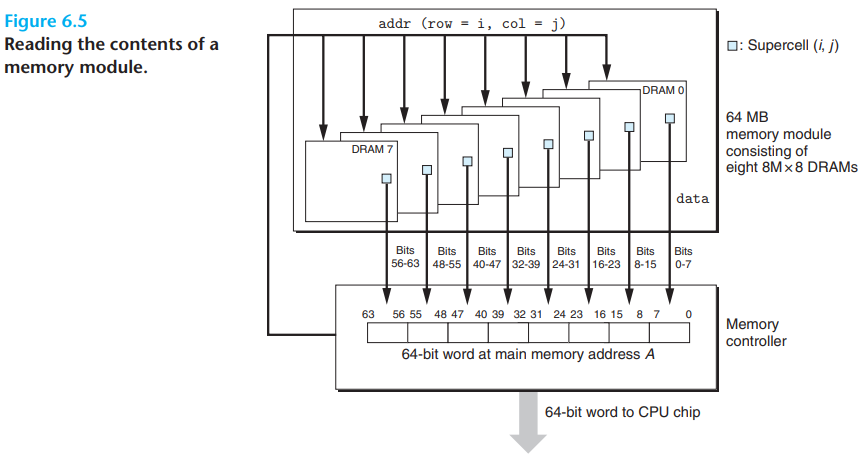 Figure 6.5
Reading the contents of a
memory module.
addr (row = i, col = j)
: Supercell (i, j)
DRAM 0
DRAM 7
64 MB
memory module
consisting of
eight 8M×8 DRAMs
data
Bits
56-63
Bits
48-55
Bits
40-47
Bits
32-39
Bits
24-31
Bits
16-23
Bits
8-15
Bits
0-7
63 56 55 48 47 40 39 32 31 24 23 16 15 8 7 0
64-bit word at main memory address A
Memory
controller
64-bit word to CPU chip